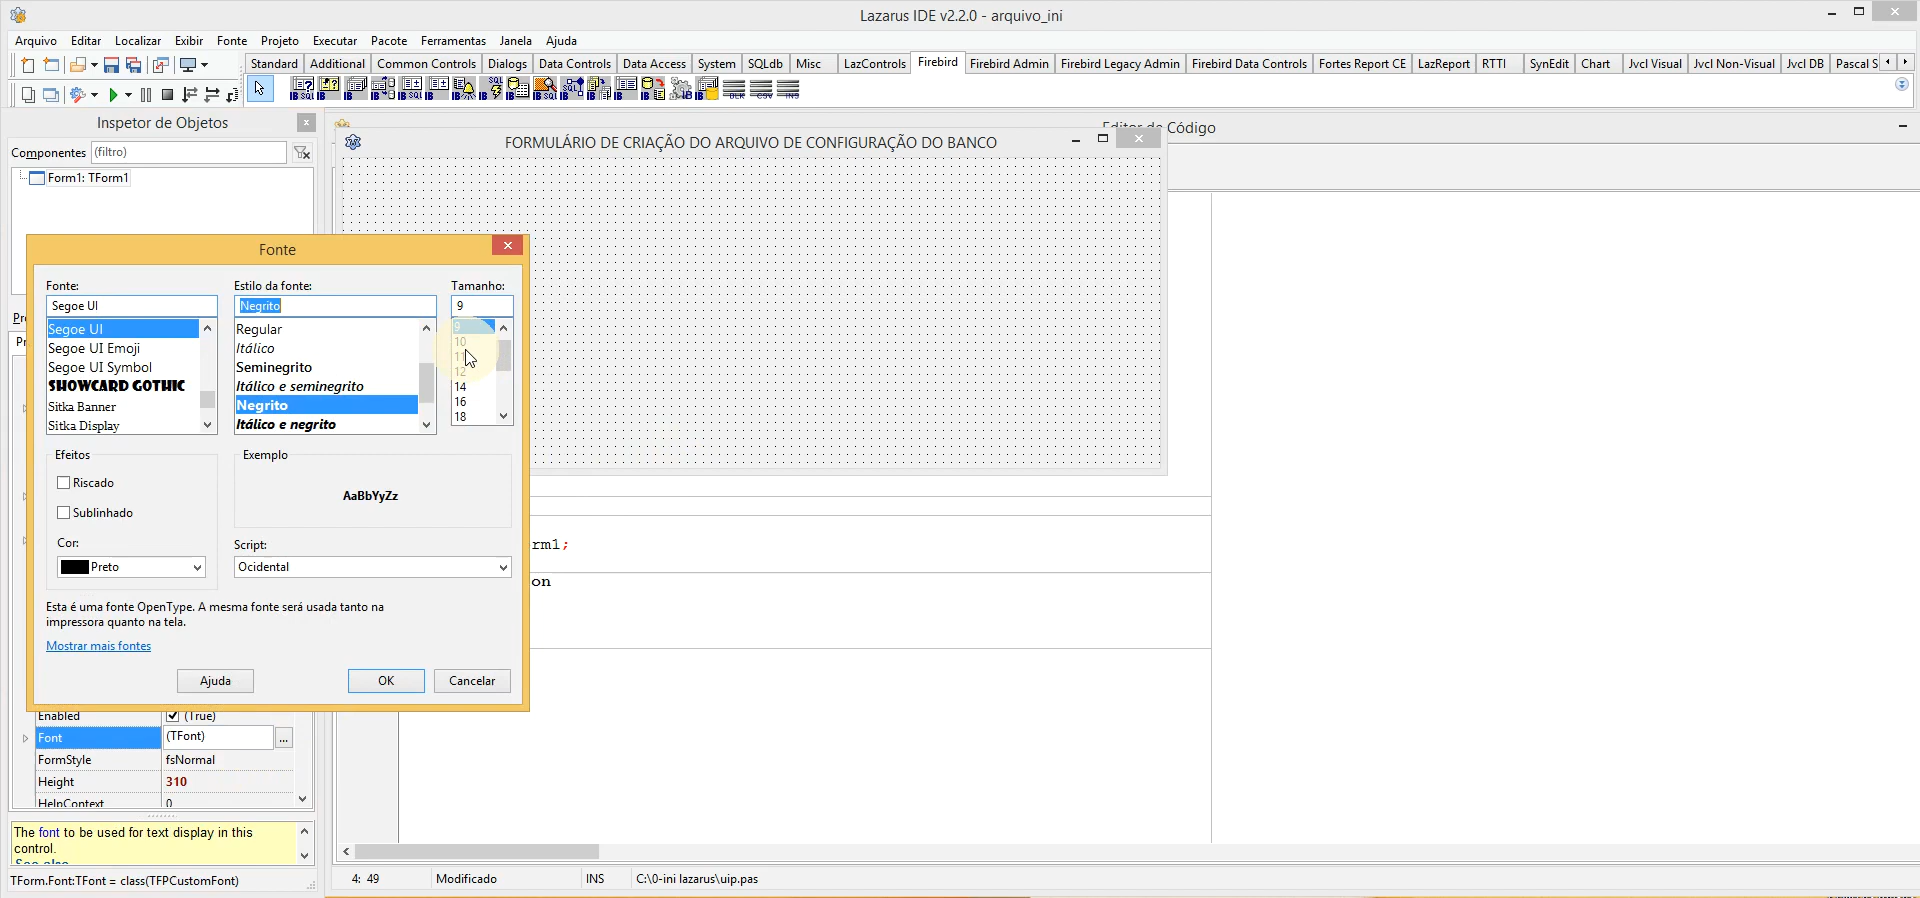 Lazarus IDE v2.2.0 - arquivo_ini
Arquivo Editar Localizar Exibir Fonte Projeto Executar Pacote Ferramentas Janela Ajuda
Standard Additional Common Controls Dialogs Data Controls Data Access System SQLdb Misc LazControls Firebird Firebird Admin Firebird Legacy Admin Firebird Data Controls Fortes Report CE LazReport RTTI SynEdit Chart Jvcl Visual Jvcl Non-Visual Jvcl DB Pascal S
Inspetor de Objetos
Editor de Código
Componentes (filtro)
Form1: TForm1
FORMULÁRIO DE CRIAÇÃO DO ARQUIVO DE CONFIGURAÇÃO DO BANCO
Fonte
Fonte: Estilo da fonte: Tamanho:
Segoe UI Negrito 9
Segoe UI Regular 9
Segoe UI Emoji Itálico 10
Segoe UI Symbol Seminegrito 11
SHOWCARD GOTHIC Itálico e seminegrito 12
Sitka Banner Negrito 14
Sitka Display Itálico e negrito 16
18
Efeitos Exemplo
Riscado
AaBbYyZz
Sublinhado
Cor: Script:
Preto Ocidental
Esta é uma fonte OpenType. A mesma fonte será usada tanto na
impressora quanto na tela.
Mostrar mais fontes
Ajuda OK Cancelar
rm1;
on
Enabled (True)
Font (TFont) ...
FormStyle fsNormal
Height 310
HelpContext 0
The font to be used for text display in this
control.
See also
TForm.Font:TFont = class(TFPCustomFont)
4: 49 Modificado INS C:\0-ini lazarus\uip.pas